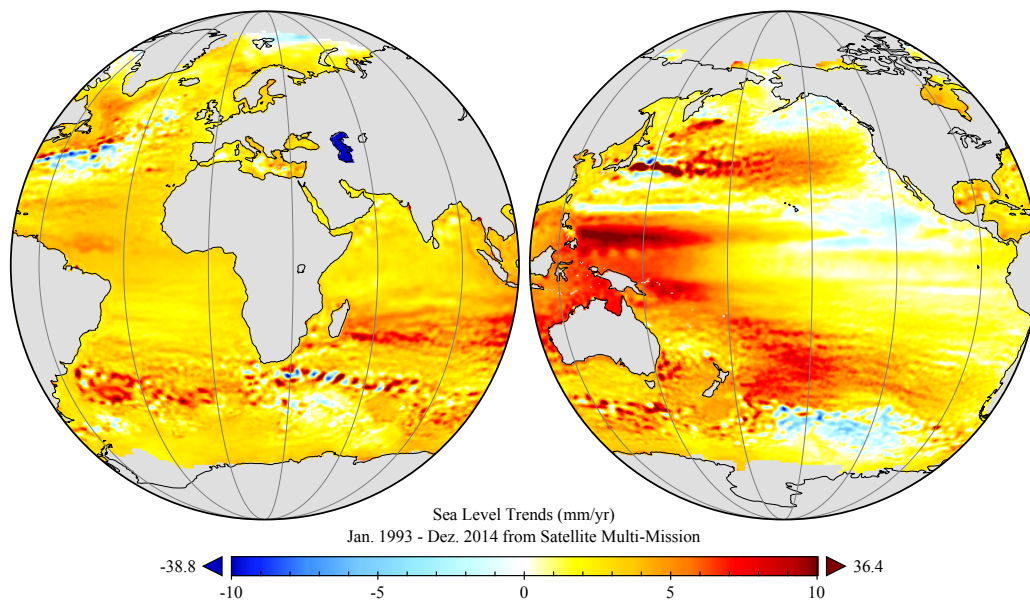 Sea Level Trends (mm/yr)
Jan. 1993 - Dez. 2014 from Satellite Multi-Mission
-38.8 36.4
-10 -5 0 5 10